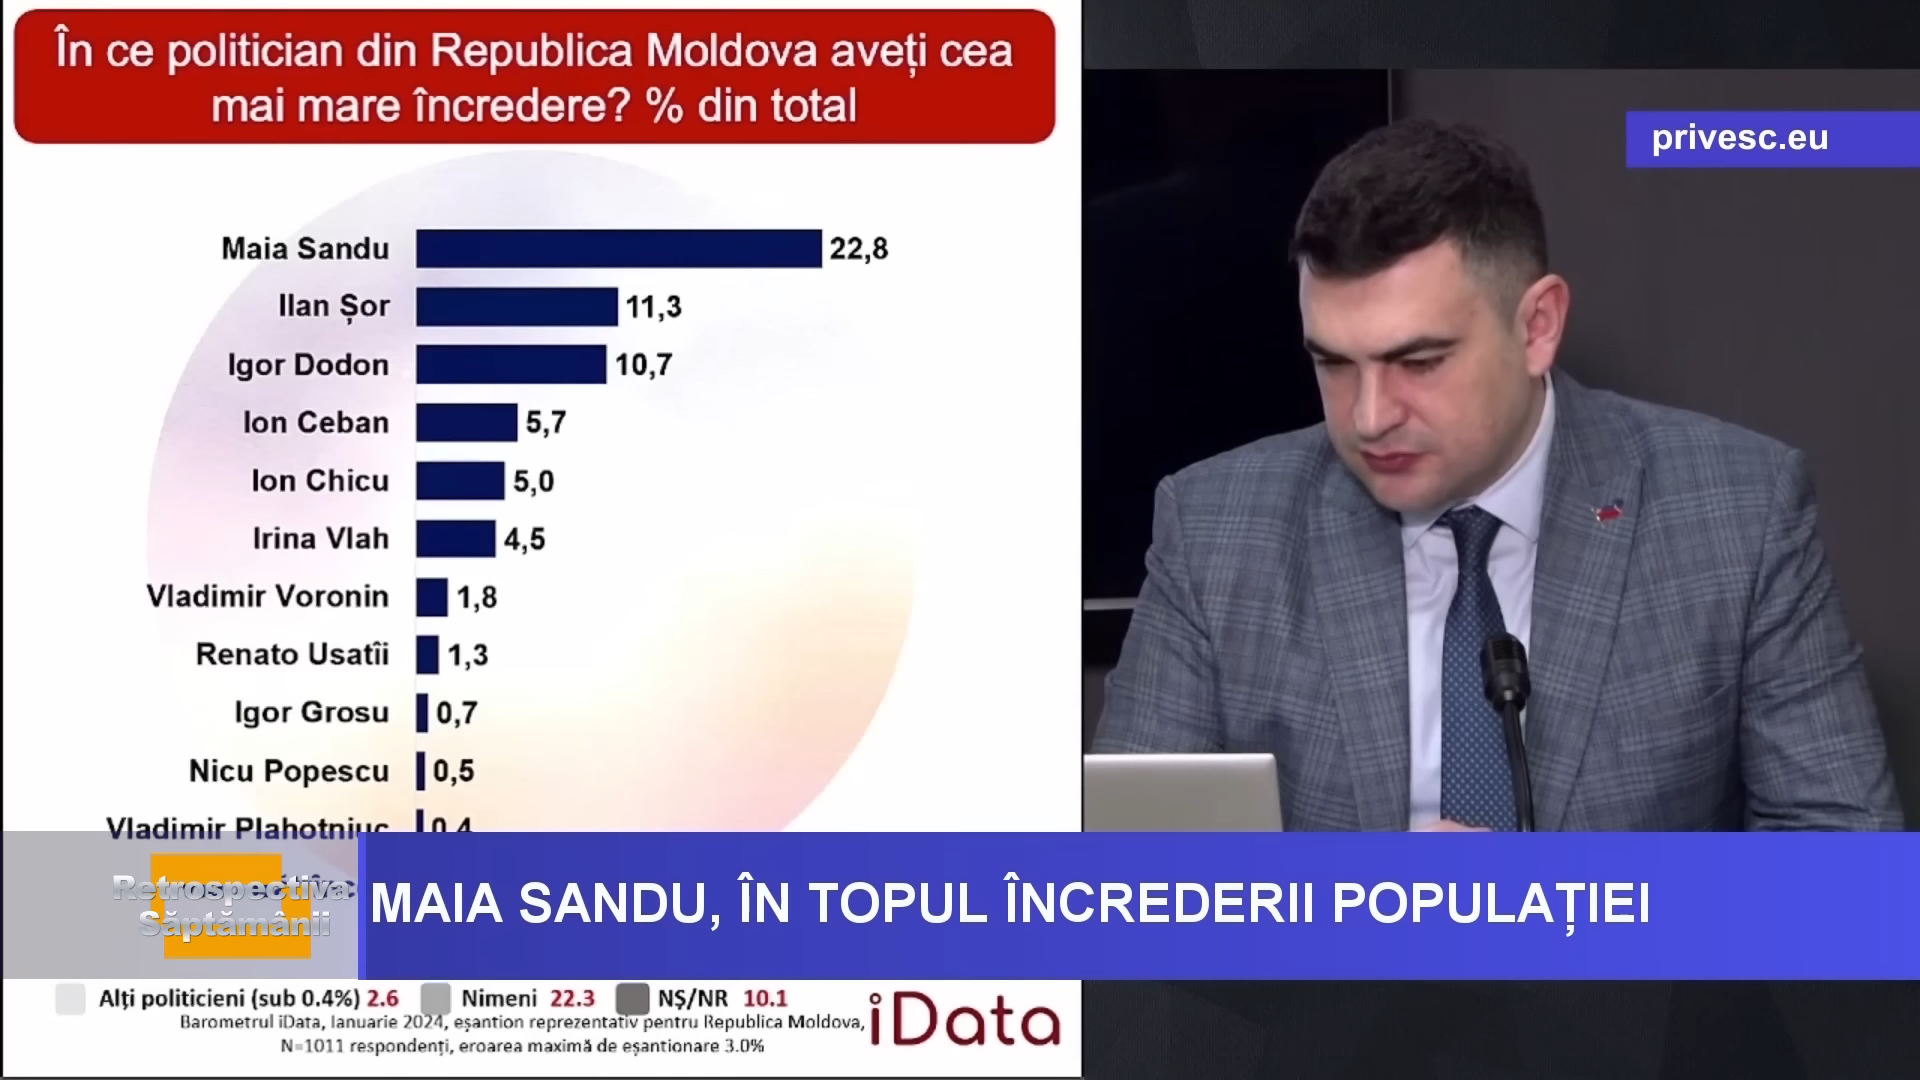 În ce politician din Republica Moldova aveți cea
mai mare încredere? % din total
privesc.eu
Maia Sandu 22,8
Ilan Șor 11,3
Igor Dodon 10,7
Ion Ceban 5,7
Ion Chicu 5,0
Irina Vlah 4,5
Vladimir Voronin 1,8
Renato Usatîi 1,3
Igor Grosu 0,7
Nicu Popescu 0,5
Vladimir Plahotniuc 0,4
Retrospectiva
Săptămânii
MAIA SANDU, ÎN TOPUL ÎNCREDERII POPULAȚIEI
Alți politicieni (sub 0.4%) 2.6 Nimeni 22.3 NȘ/NR 10.1
Barometrul iData, Ianuarie 2024, eșantion reprezentativ pentru Republica Moldova,
N=1011 respondenți, eroarea maximă de eșantionare 3.0%
iData